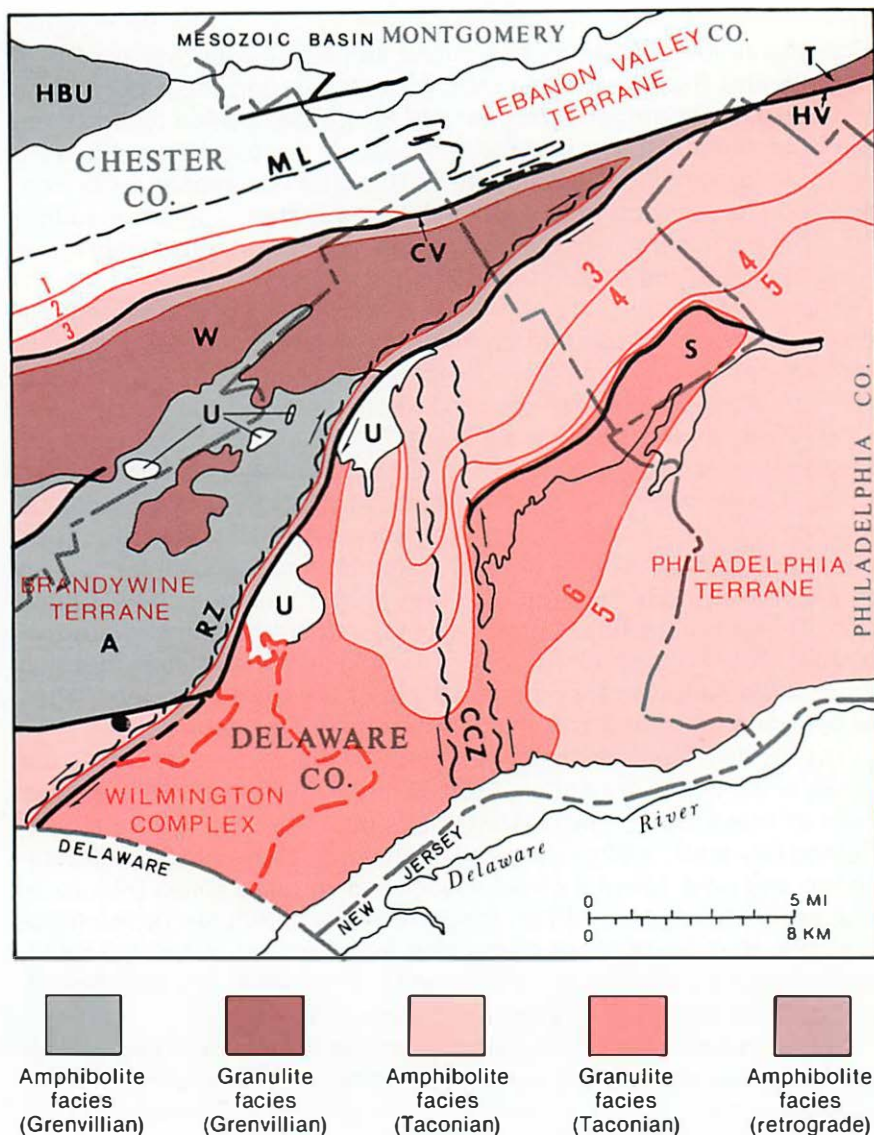 MESOZOIC BASIN
MONTGOMERY CO.
HBU
T
HV
LEBANON VALLEY
TERRANE
CHESTER
CO.
ML
CV
1
2
3
W
3
4
4
5
S
U
U
PHILADELPHIA CO.
BRANDYWINE
TERRANE
PHILADELPHIA
TERRANE
RZ
U
A
6
5
DELAWARE
CO.
CCZ
WILMINGTON
COMPLEX
DELAWARE
NEW JERSEY
Delaware River
0 5 MI
0 8 KM
Amphibolite
facies
(Grenvillian)
Granulite
facies
(Grenvillian)
Amphibolite
facies
(Taconian)
Granulite
facies
(Taconian)
Amphibolite
facies
(retrograde)